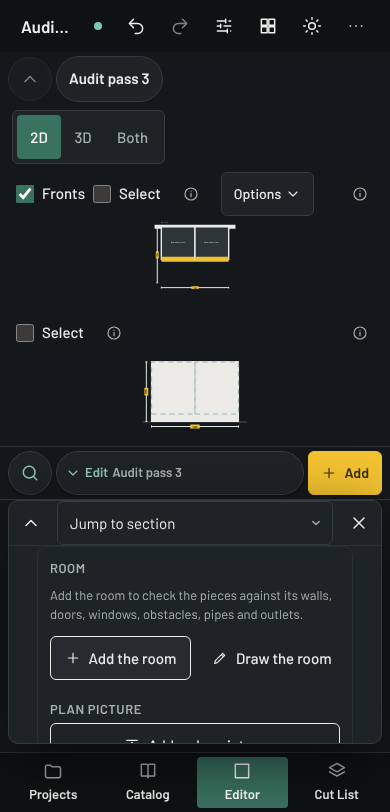 Audi...
Audit pass 3
2D 3D Both
Fronts Select Options
Select
Edit Audit pass 3
Add
Jump to section
ROOM
Add the room to check the pieces against its walls,
doors, windows, obstacles, pipes and outlets.
Add the room
Draw the room
PLAN PICTURE
Projects Catalog Editor Cut List